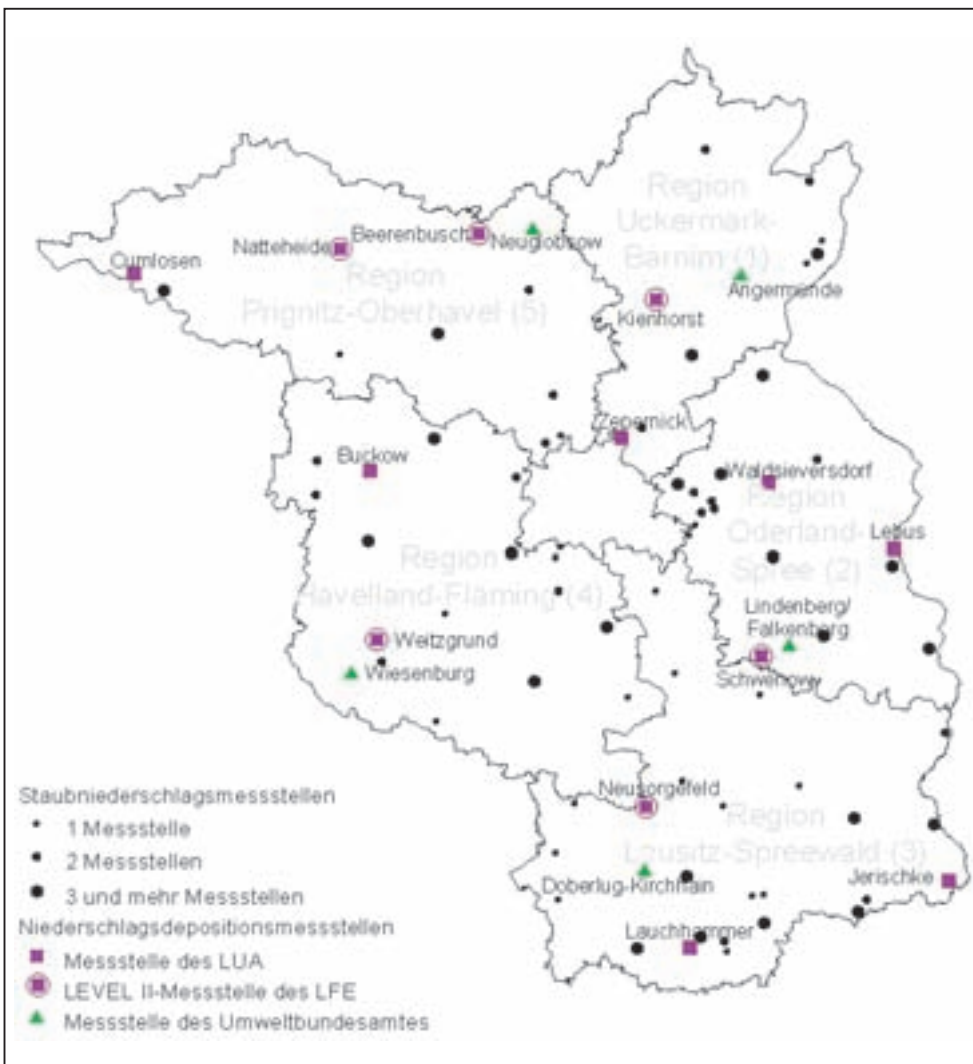 Region
Uckermark-
Barnim (1)
Beerenbusch
Neuglobsow
Natteheide
Cumlosen
Region
Prignitz-Oberhavel (5)
Angermünde
Kienhorst
Zepernick
Buckow
Waldsieversdorf
Region
Oderland-
Spree (2)
Lebus
Region
Havelland-Fläming (4)
Lindenberg/
Falkenberg
Weitzgrund
Wiesenburg
Schwenow
Neusorgefeld
Region
Lausitz-Spreewald (3)
Jerischke
Doberlug-Kirchhain
Lauchhammer
Staubniederschlagsmessstellen
1 Messstelle
2 Messstellen
3 und mehr Messstellen
Niederschlagsdepositionsmessstellen
Messstelle des LUA
LEVEL II-Messstelle des LFE
Messstelle des Umweltbundesamtes